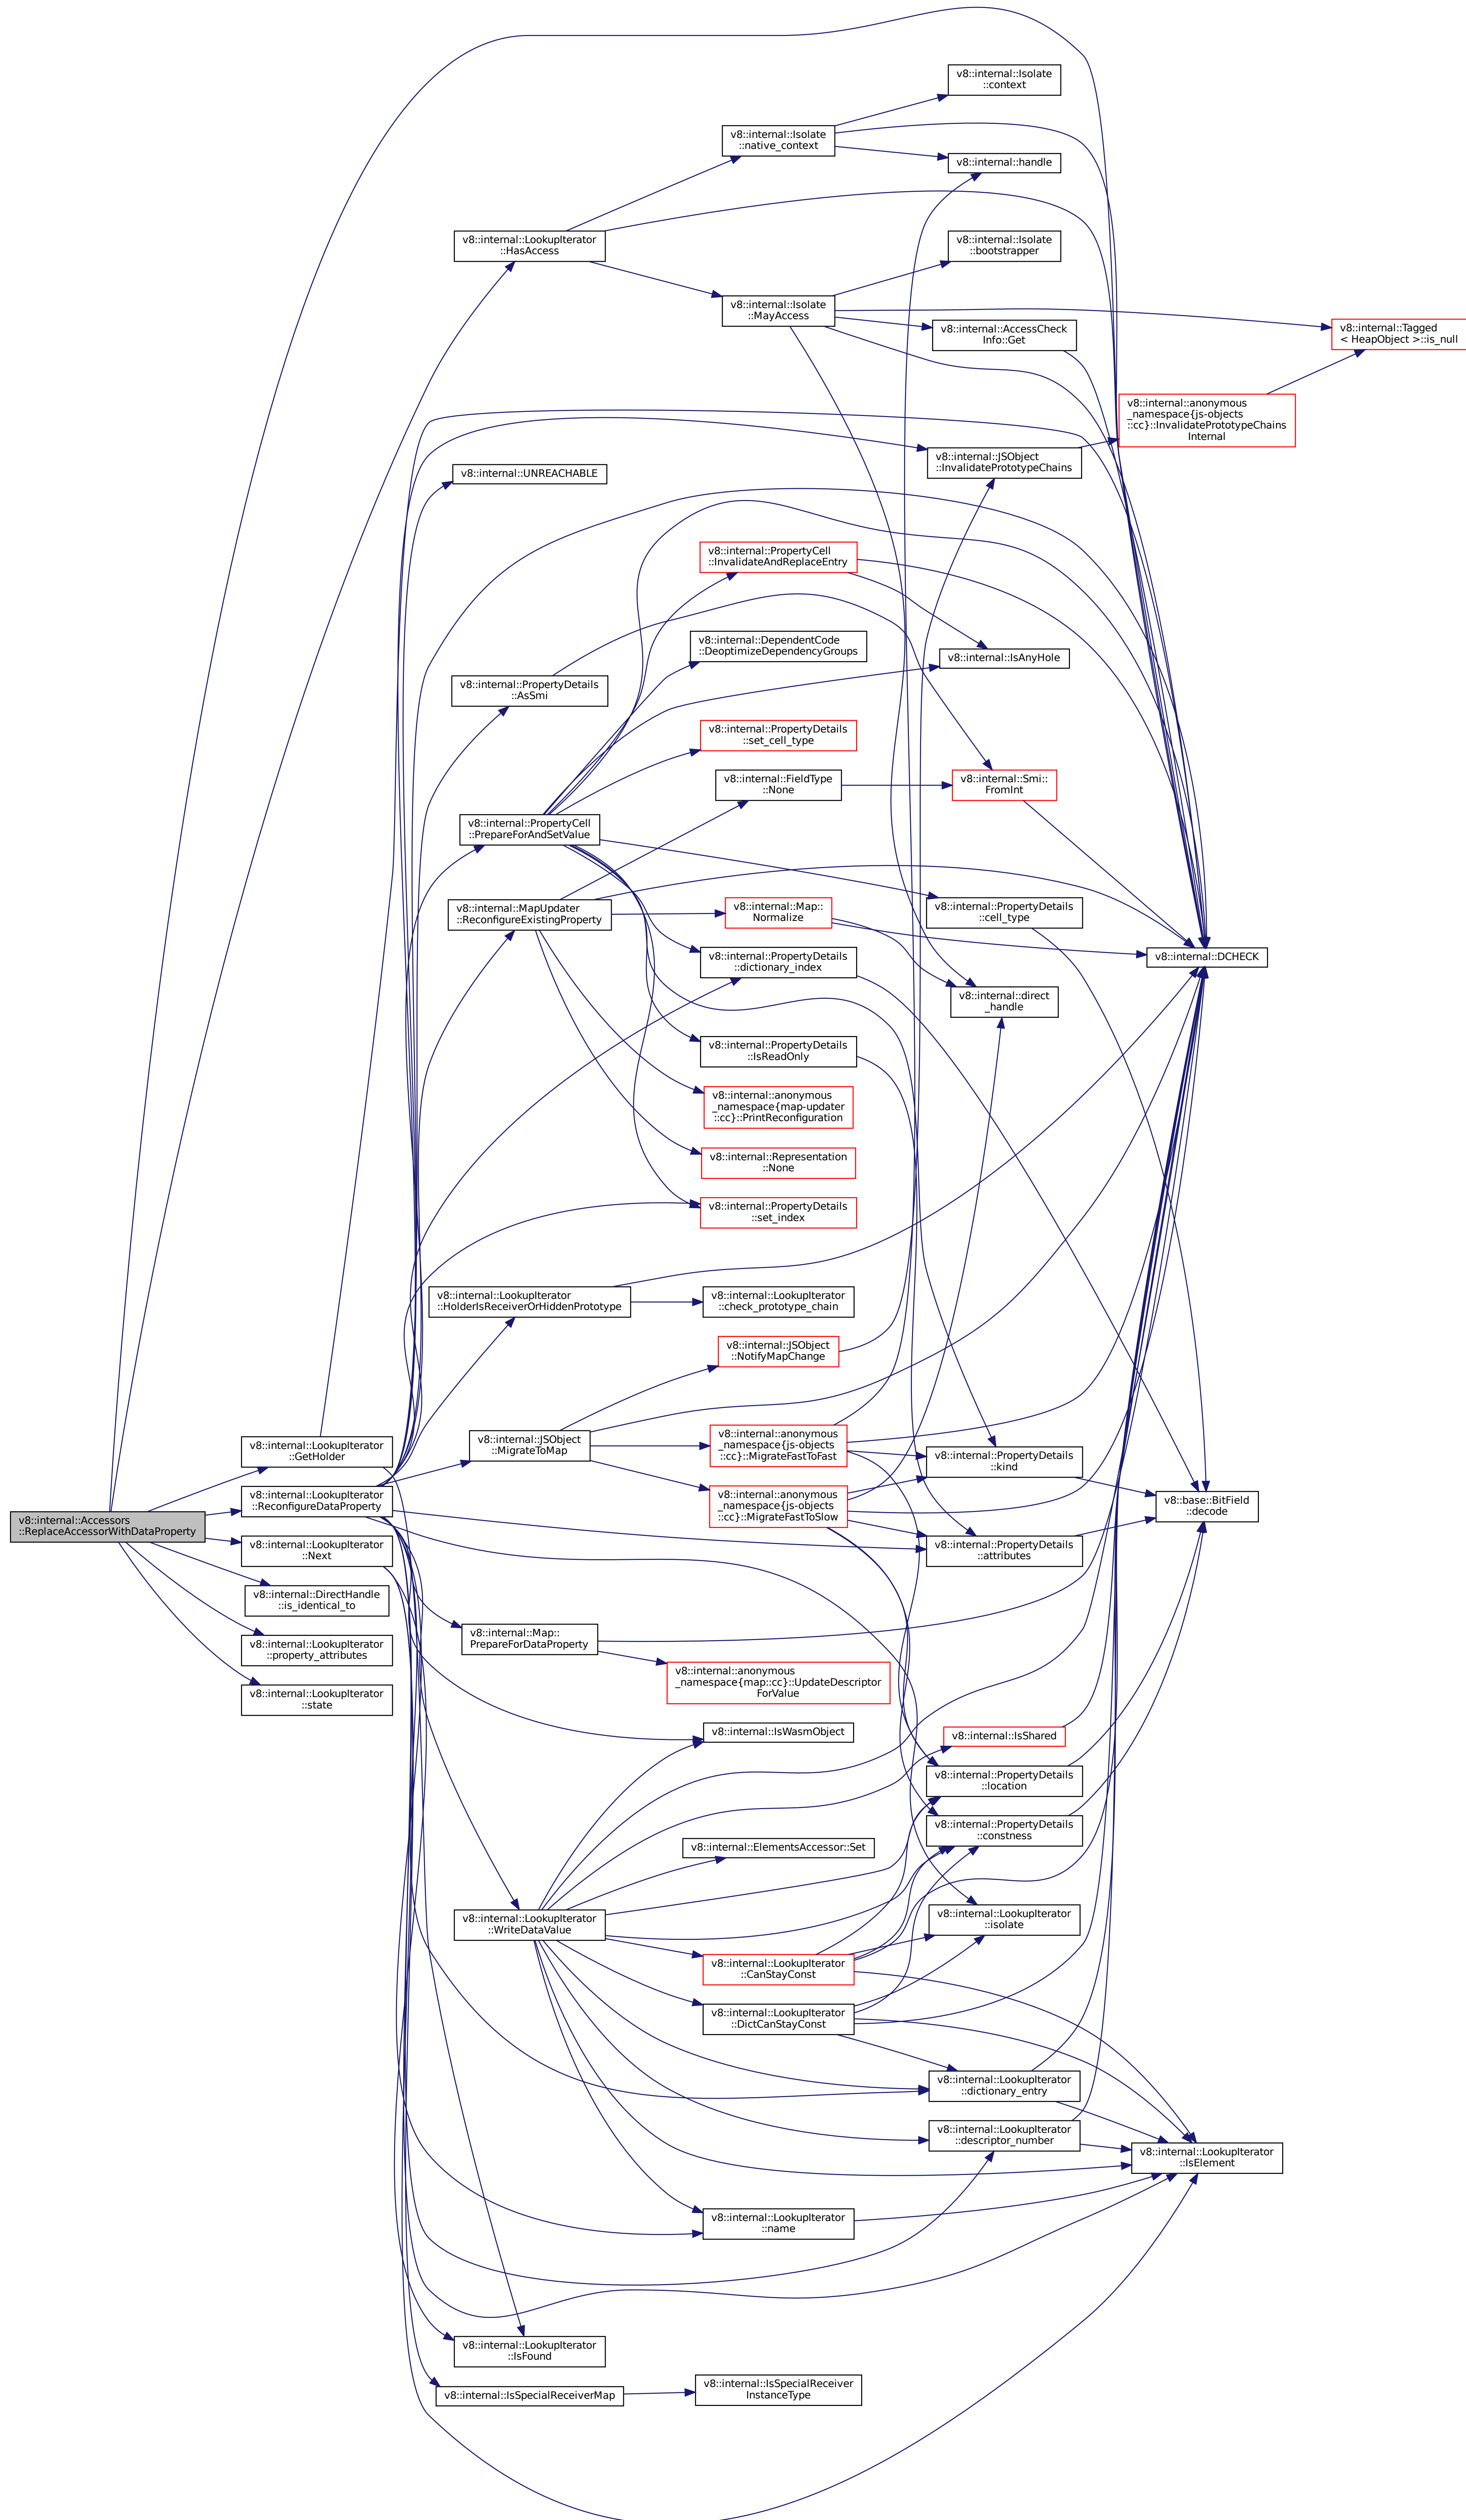 v8::internal::Accessors
::ReplaceAccessorWithDataProperty
v8::internal::LookupIterator
::GetHolder
v8::internal::LookupIterator
::ReconfigureDataProperty
v8::internal::LookupIterator
::Next
v8::internal::DirectHandle
::is_identical_to
v8::internal::LookupIterator
::property_attributes
v8::internal::LookupIterator
::state
v8::internal::LookupIterator
::HasAccess
v8::internal::UNREACHABLE
v8::internal::PropertyDetails
::AsSmi
v8::internal::PropertyCell
::PrepareForAndSetValue
v8::internal::MapUpdater
::ReconfigureExistingProperty
v8::internal::LookupIterator
::HolderIsReceiverOrHiddenPrototype
v8::internal::JSObject
::MigrateToMap
v8::internal::Map::
PrepareForDataProperty
v8::internal::LookupIterator
::WriteDataValue
v8::internal::LookupIterator
::IsFound
v8::internal::IsSpecialReceiverMap
v8::internal::Isolate
::native_context
v8::internal::Isolate
::MayAccess
v8::internal::PropertyCell
::InvalidateAndReplaceEntry
v8::internal::DependentCode
::DeoptimizeDependencyGroups
v8::internal::PropertyDetails
::set_cell_type
v8::internal::FieldType
::None
v8::internal::Map::
Normalize
v8::internal::PropertyDetails
::dictionary_index
v8::internal::PropertyDetails
::IsReadOnly
v8::internal::anonymous
_namespace{map-updater
::cc}::PrintReconfiguration
v8::internal::Representation
::None
v8::internal::PropertyDetails
::set_index
v8::internal::LookupIterator
::check_prototype_chain
v8::internal::JSObject
::NotifyMapChange
v8::internal::anonymous
_namespace{js-objects
::cc}::MigrateFastToFast
v8::internal::anonymous
_namespace{js-objects
::cc}::MigrateFastToSlow
v8::internal::anonymous
_namespace{map::cc}::UpdateDescriptor
ForValue
v8::internal::IsWasmObject
v8::internal::ElementsAccessor::Set
v8::internal::LookupIterator
::CanStayConst
v8::internal::LookupIterator
::DictCanStayConst
v8::internal::LookupIterator
::name
v8::internal::IsSpecialReceiver
InstanceType
v8::internal::Isolate
::context
v8::internal::handle
v8::internal::Isolate
::bootstrapper
v8::internal::AccessCheck
Info::Get
v8::internal::JSObject
::InvalidatePrototypeChains
v8::internal::IsAnyHole
v8::internal::Smi::
FromInt
v8::internal::PropertyDetails
::cell_type
v8::internal::direct
_handle
v8::internal::PropertyDetails
::kind
v8::internal::PropertyDetails
::attributes
v8::internal::IsShared
v8::internal::PropertyDetails
::location
v8::internal::PropertyDetails
::constness
v8::internal::LookupIterator
::isolate
v8::internal::LookupIterator
::dictionary_entry
v8::internal::LookupIterator
::descriptor_number
v8::internal::anonymous
_namespace{js-objects
::cc}::InvalidatePrototypeChains
Internal
v8::internal::DCHECK
v8::base::BitField
::decode
v8::internal::LookupIterator
::IsElement
v8::internal::Tagged
< HeapObject >::is_null